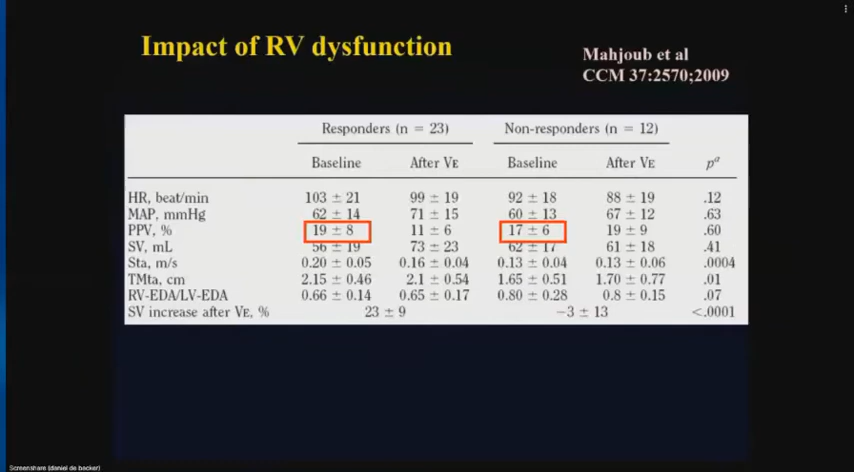 Impact of RV dysfunction
Mahjoub et al
CCM 37:2570;2009
Responders (n = 23) Non-responders (n = 12)
Baseline After VE Baseline After VE pᵃ
HR, beat/min 103 ± 21 99 ± 19 92 ± 18 88 ± 19 .12
MAP, mmHg 62 ± 14 71 ± 15 60 ± 13 67 ± 12 .63
PPV, % 19 ± 8 11 ± 6 17 ± 6 19 ± 9 .60
SV, mL 56 ± 19 73 ± 23 62 ± 17 61 ± 18 .41
Sta, m/s 0.20 ± 0.05 0.16 ± 0.04 0.13 ± 0.04 0.13 ± 0.06 .0004
TMta, cm 2.15 ± 0.46 2.1 ± 0.54 1.65 ± 0.51 1.70 ± 0.77 .01
RV-EDA/LV-EDA 0.66 ± 0.14 0.65 ± 0.17 0.80 ± 0.28 0.8 ± 0.15 .07
SV increase after VE, % 23 ± 9 −3 ± 13 <.0001
Screenshare (daniel de backer)